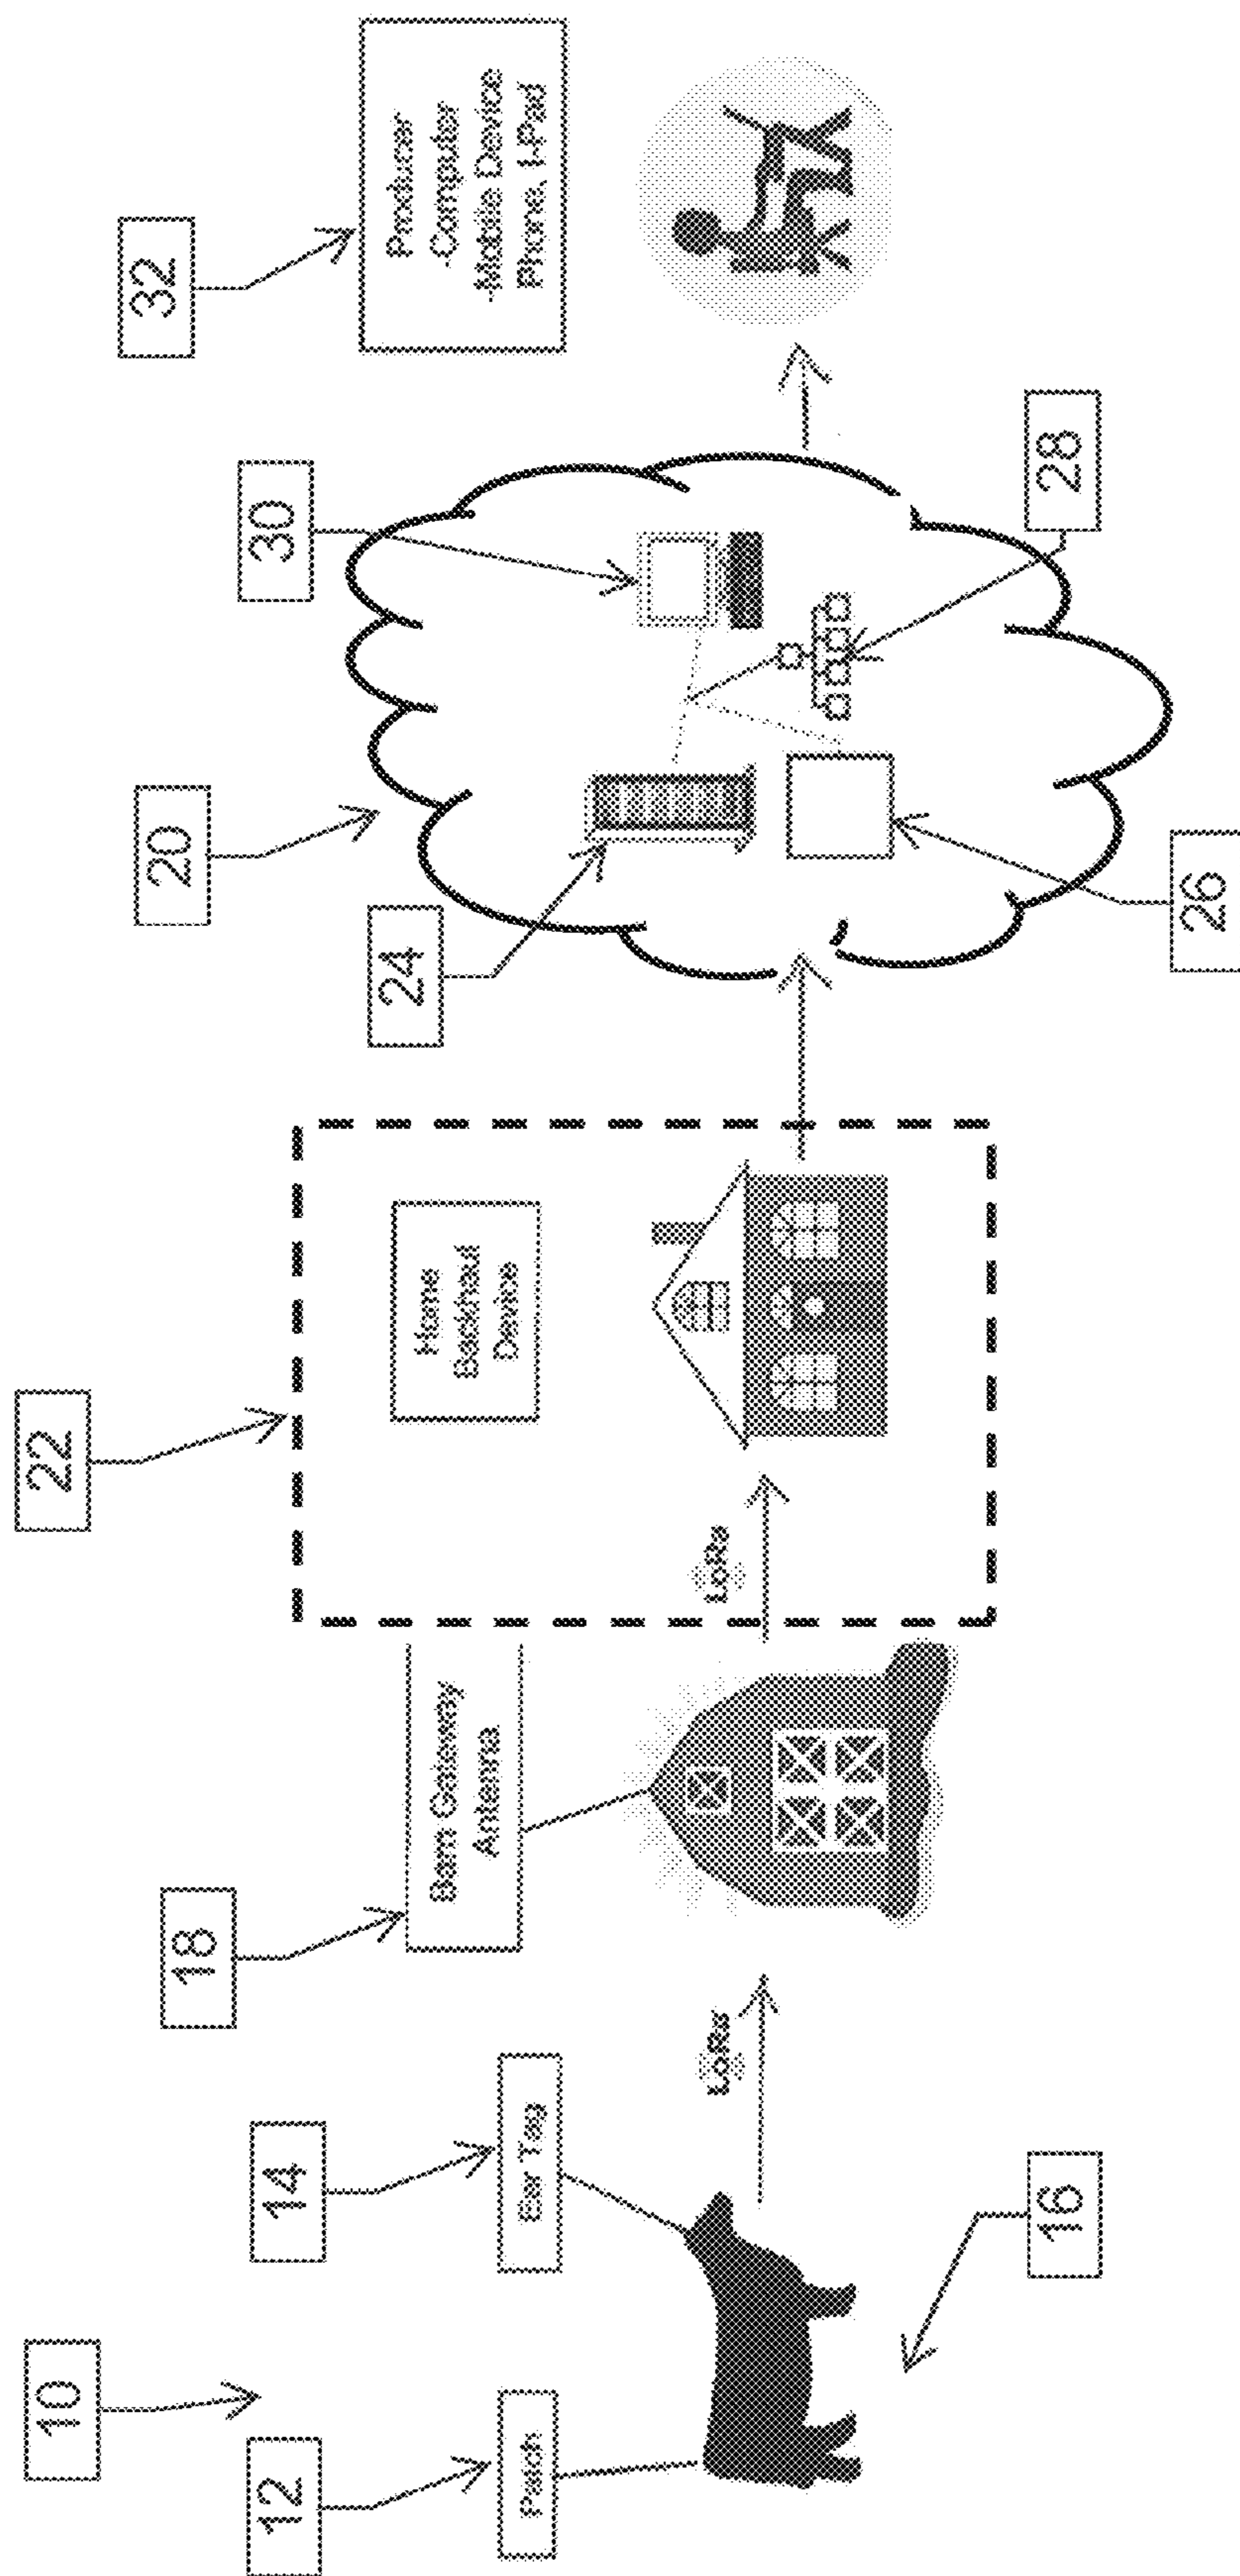 10
12
Patch
14
Ear Tag
16
LoRa
18
Barn Gateway
Antenna
LoRa
22
Home
Backhaul
Device
20
24
26
28
30
32
Producer
-Computer
-Mobile Device
Phone, I-Pad